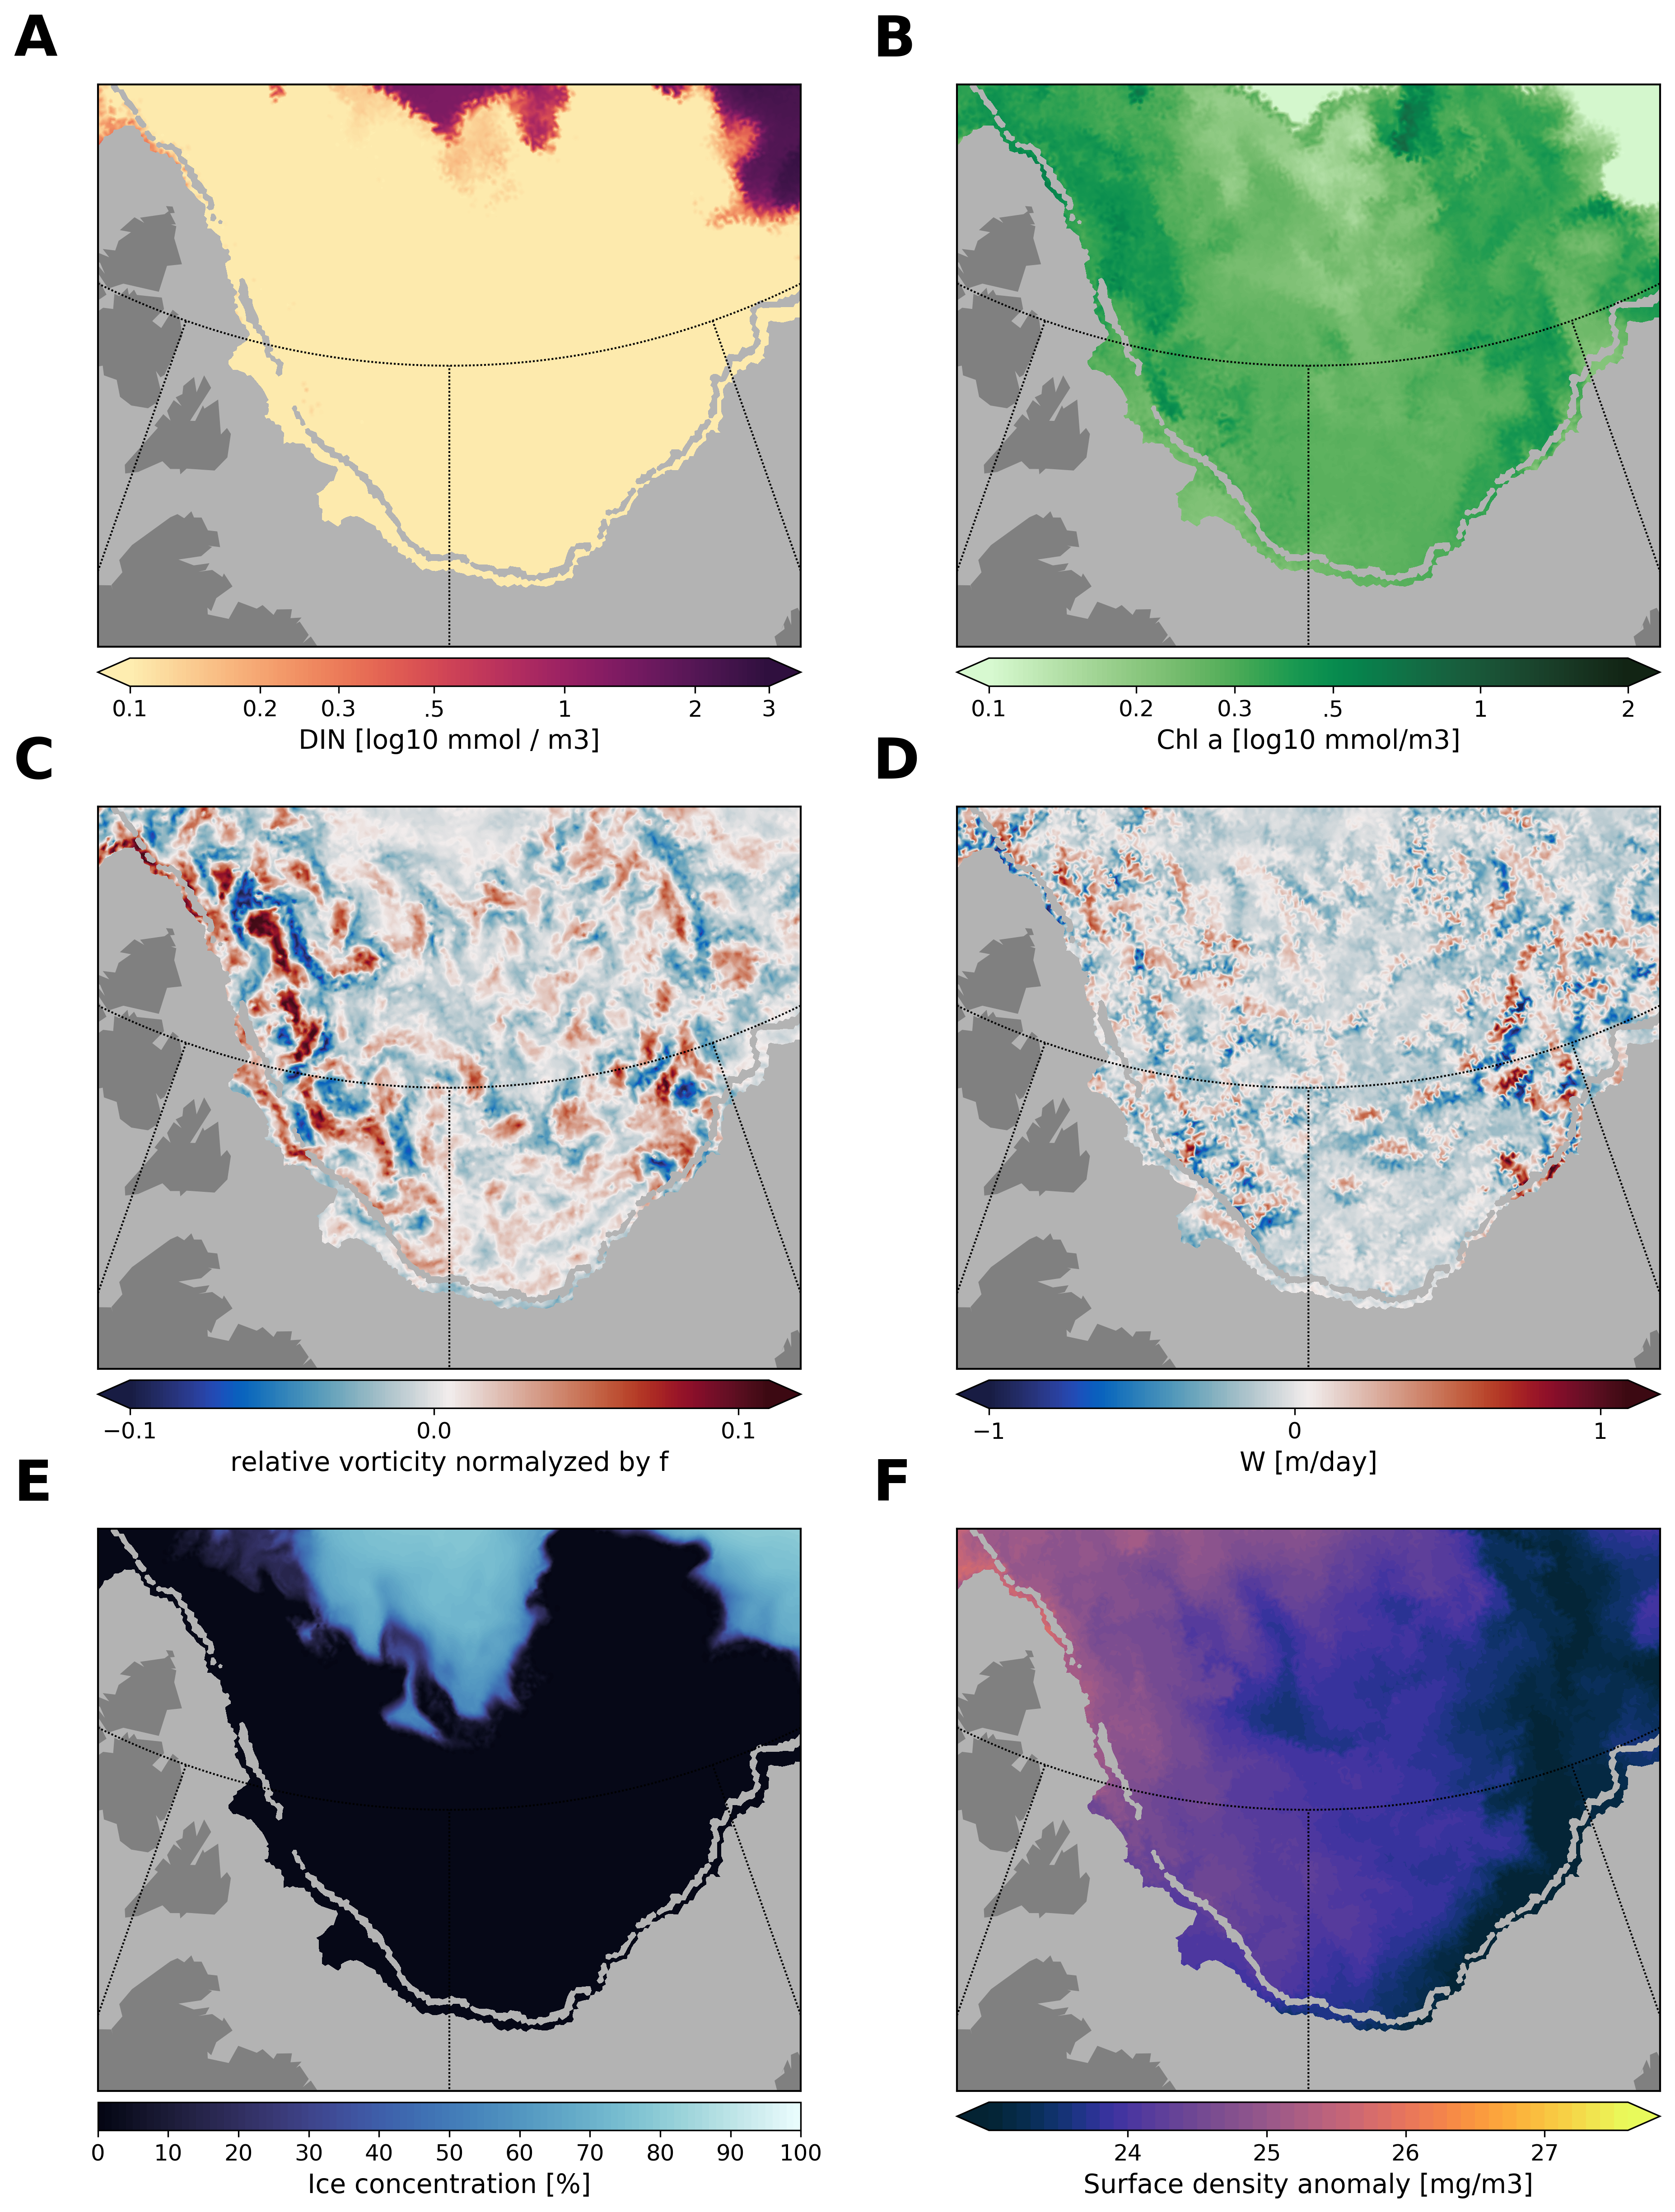 A
B
0.1 0.2 0.3 .5 1 2 3
DIN [log10 mmol / m3]
0.1 0.2 0.3 .5 1 2
Chl a [log10 mmol/m3]
C
D
−0.1 0.0 0.1
relative vorticity normalyzed by f
−1 0 1
W [m/day]
E
F
0 10 20 30 40 50 60 70 80 90 100
Ice concentration [%]
24 25 26 27
Surface density anomaly [mg/m3]